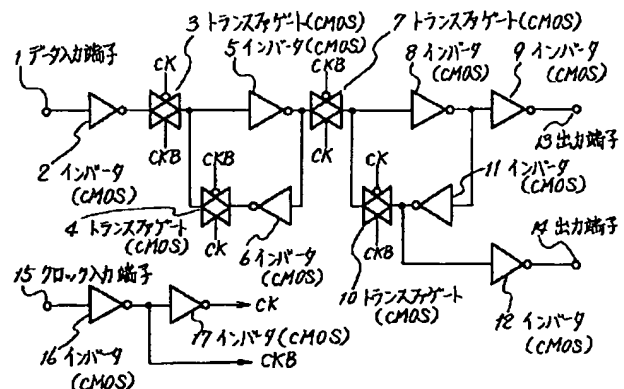 3 トランスファゲート(CMOS)
7 トランスファゲート(CMOS)
5 インバータ
(CMOS)
8 インバータ
(CMOS)
9 インバータ
(CMOS)
1 データ入力端子
CK
CKB
CKB
CK
13 出力端子
2 インバータ
(CMOS)
CKB
CK
11 インバータ
(CMOS)
4 トランスファゲート
(CMOS)
CK
CKB
14 出力端子
6 インバータ
(CMOS)
10 トランスファゲート
(CMOS)
12 インバータ
(CMOS)
15 クロック入力端子
CK
17 インバータ(CMOS)
CKB
16 インバータ
(CMOS)